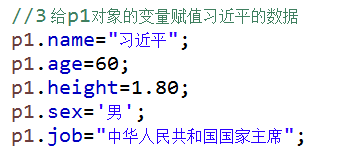 //3 给p1对象的变量赋值习近平的数据
p1.name="习近平";
p1.age=60;
p1.height=1.80;
p1.sex='男';
p1.job="中华人民共和国国家主席";